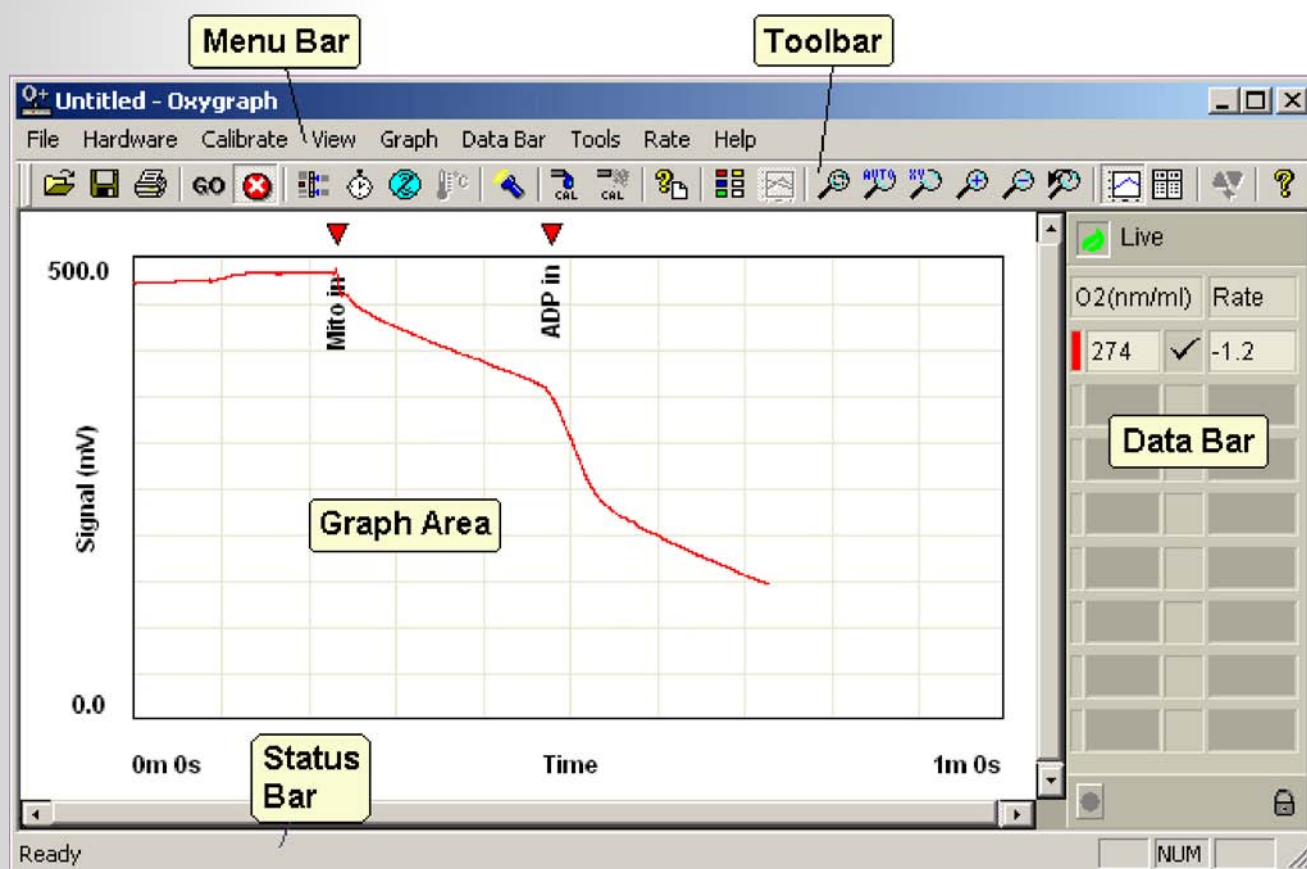 Menu Bar
Toolbar
Untitled - Oxygraph
File Hardware Calibrate View Graph Data Bar Tools Rate Help
GO CAL CAL AUTO XY
Live
O2(nm/ml) Rate
274 -1.2
Data Bar
500.0
Mito in
ADP in
Signal (mV)
Graph Area
0.0
0m 0s Time 1m 0s
Status
Bar
Ready NUM